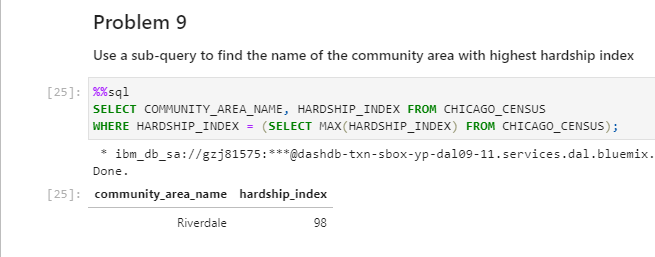 Problem 9
Use a sub-query to find the name of the community area with highest hardship index
[25]: %%sql
SELECT COMMUNITY_AREA_NAME, HARDSHIP_INDEX FROM CHICAGO_CENSUS
WHERE HARDSHIP_INDEX = (SELECT MAX(HARDSHIP_INDEX) FROM CHICAGO_CENSUS);
* ibm_db_sa://gzj81575:***@dashdb-txn-sbox-yp-dal09-11.services.dal.bluemix.
Done.
[25]: community_area_name hardship_index
Riverdale 98